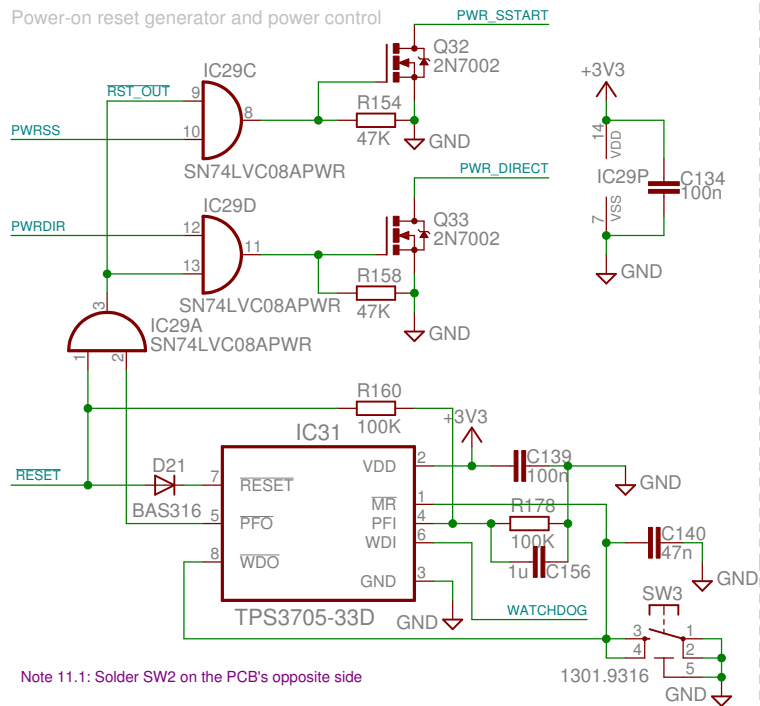 Power-on reset generator and power control
PWR_SSTART
Q32
2N7002
IC29C
RST_OUT
9
8
10
PWRSS
R154
47K
GND
SN74LVC08APWR
+3V3
14
VDD
IC29P
C134
100n
7
VSS
GND
PWR_DIRECT
IC29D
Q33
2N7002
PWRDIR
12
11
13
R158
47K
GND
SN74LVC08APWR
3
IC29A
SN74LVC08APWR
1
2
R160
100K
+3V3
IC31
RESET
D21
BAS316
7
RESET
5
PFO
8
WDO
VDD
2
MR
1
PFI
4
WDI
6
GND
3
TPS3705-33D
C139
100n
GND
R178
100K
1u
C156
C140
47n
GND
WATCHDOG
GND
SW3
3
1
4
2
5
1301.9316
GND
Note 11.1: Solder SW2 on the PCB's opposite side